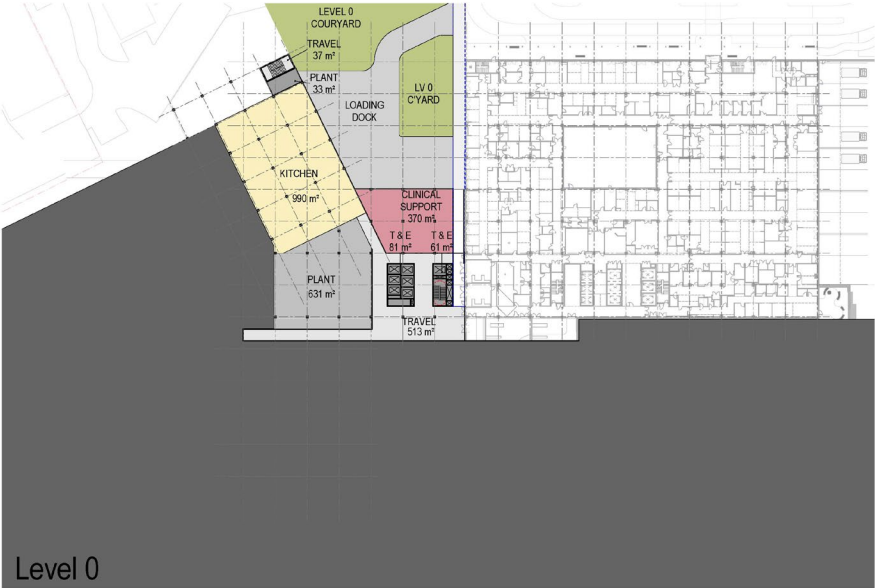 LEVEL 0
COURYARD
TRAVEL
37 m²
PLANT
33 m²
LOADING
DOCK
LV 0
C'YARD
KITCHEN
990 m²
CLINICAL
SUPPORT
370 m²
T & E
81 m²
T & E
61 m²
PLANT
631 m²
TRAVEL
513 m²
Level 0